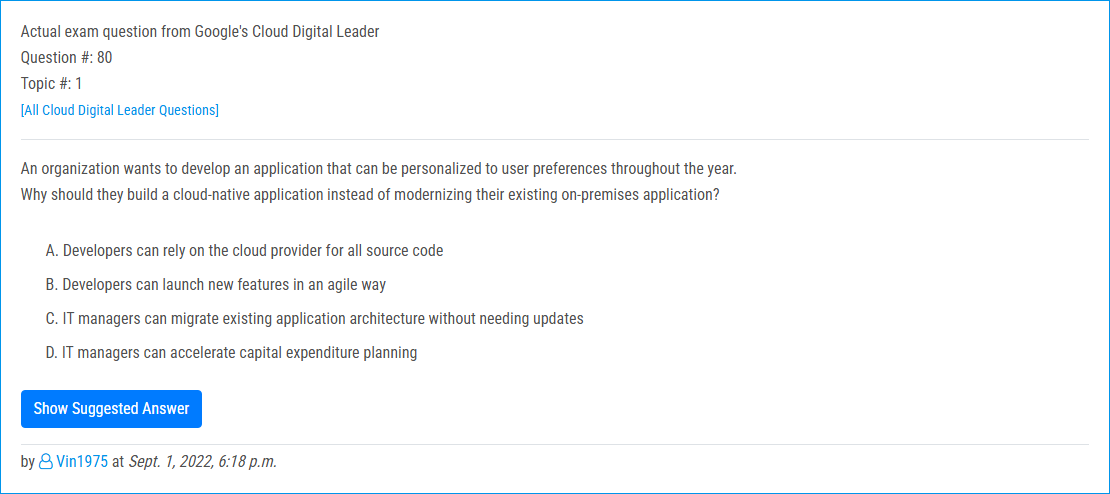 Actual exam question from Google's Cloud Digital Leader
Question #: 80
Topic #: 1
[All Cloud Digital Leader Questions]
An organization wants to develop an application that can be personalized to user preferences throughout the year.
Why should they build a cloud-native application instead of modernizing their existing on-premises application?
A. Developers can rely on the cloud provider for all source code
B. Developers can launch new features in an agile way
C. IT managers can migrate existing application architecture without needing updates
D. IT managers can accelerate capital expenditure planning
Show Suggested Answer
by Vin1975 at Sept. 1, 2022, 6:18 p.m.